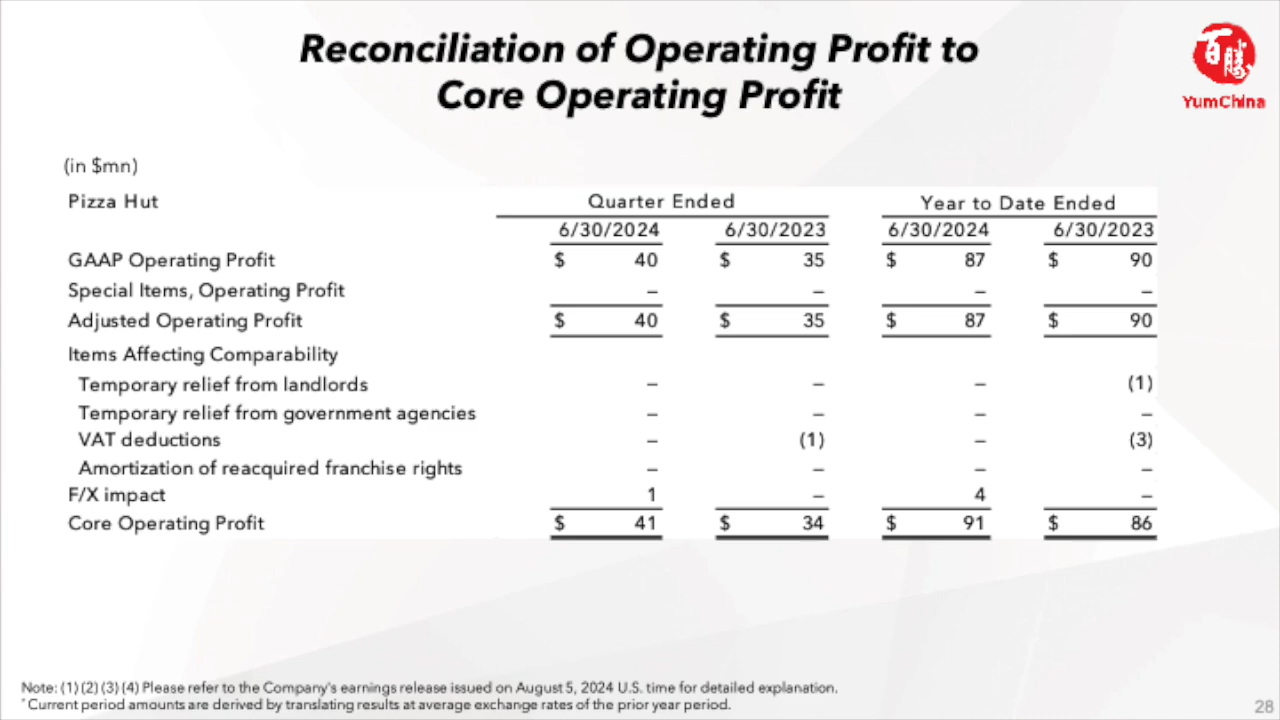 Reconciliation of Operating Profit to
Core Operating Profit
百勝
YumChina
(in $mn)
Pizza Hut Quarter Ended Year to Date Ended
6/30/2024 6/30/2023 6/30/2024 6/30/2023
GAAP Operating Profit $ 40 $ 35 $ 87 $ 90
Special Items, Operating Profit – – – –
Adjusted Operating Profit $ 40 $ 35 $ 87 $ 90
Items Affecting Comparability
Temporary relief from landlords – – – (1)
Temporary relief from government agencies – – – –
VAT deductions – (1) – (3)
Amortization of reacquired franchise rights – – – –
F/X impact 1 – 4 –
Core Operating Profit $ 41 $ 34 $ 91 $ 86
Note: (1) (2) (3) (4) Please refer to the Company's earnings release issued on August 5, 2024 U.S. time for detailed explanation.
* Current period amounts are derived by translating results at average exchange rates of the prior year period.
28